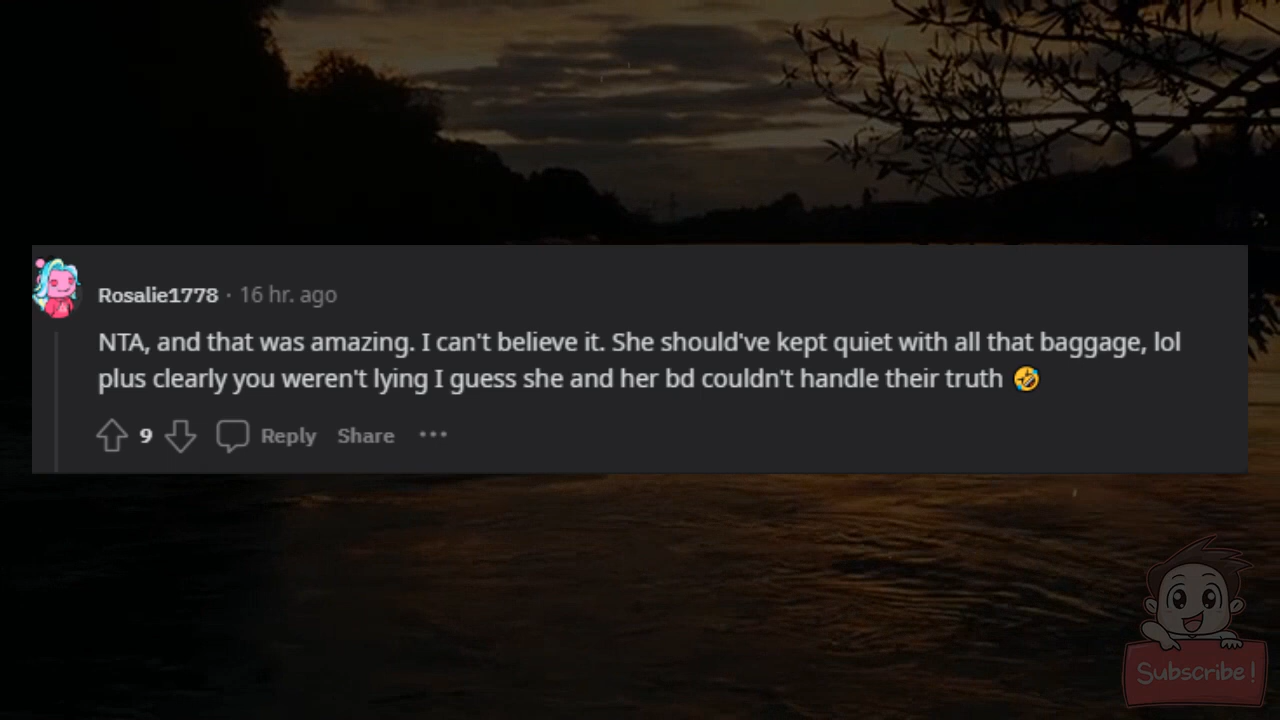 Rosalie1778 · 16 hr. ago
NTA, and that was amazing. I can't believe it. She should've kept quiet with all that baggage, lol
plus clearly you weren't lying I guess she and her bd couldn't handle their truth 🤣
9 Reply Share ···
Subscribe!